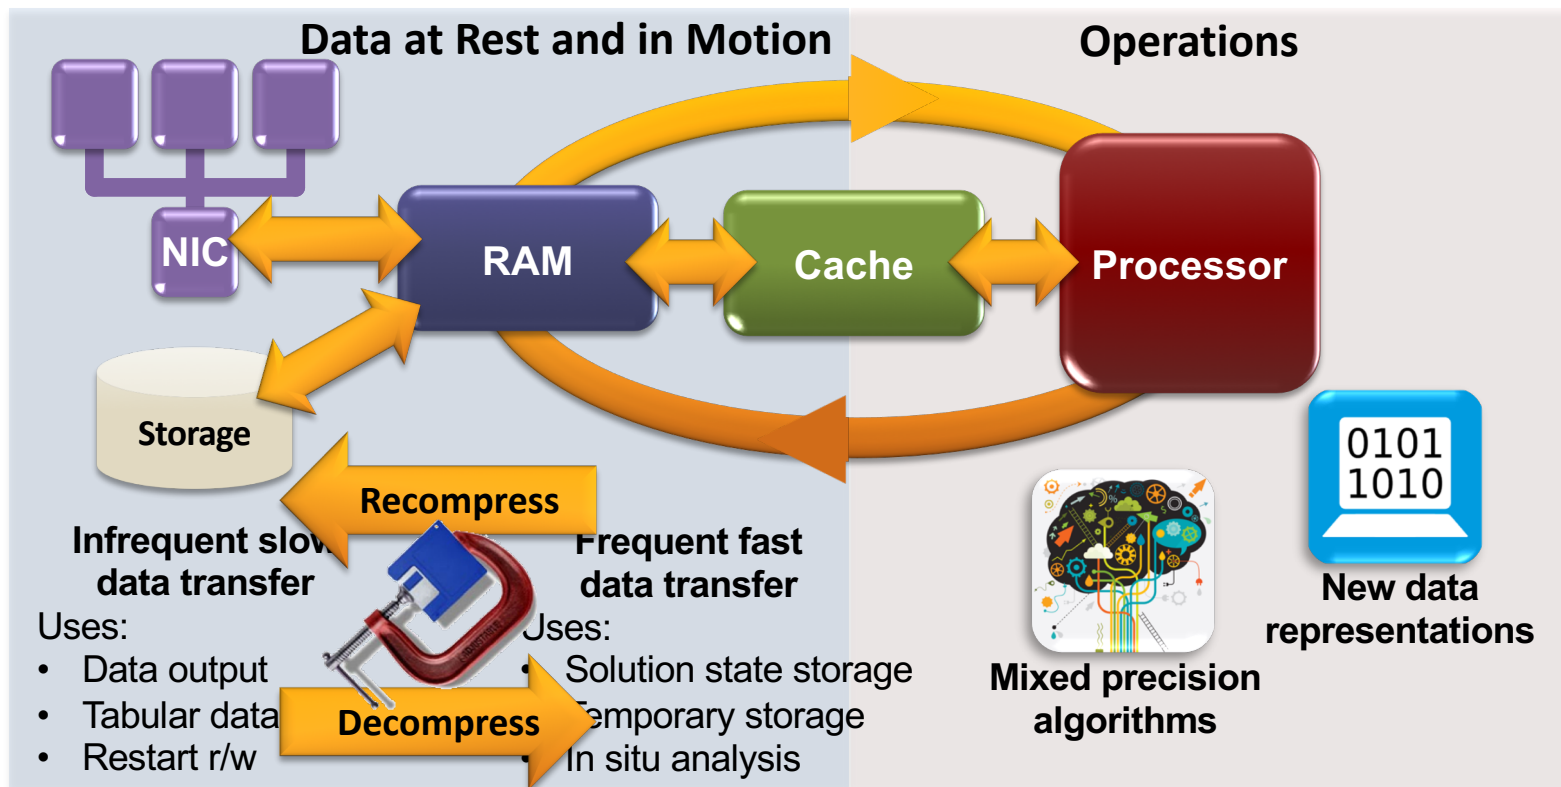 Data at Rest and in Motion
Operations
NIC
RAM
Cache
Processor
Storage
0101
1010
Recompress
Infrequent slow
data transfer
Uses:
• Data output
• Tabular data
• Restart r/w
Decompress
Frequent fast
data transfer
Uses:
• Solution state storage
• Temporary storage
• In situ analysis
Mixed precision
algorithms
New data
representations